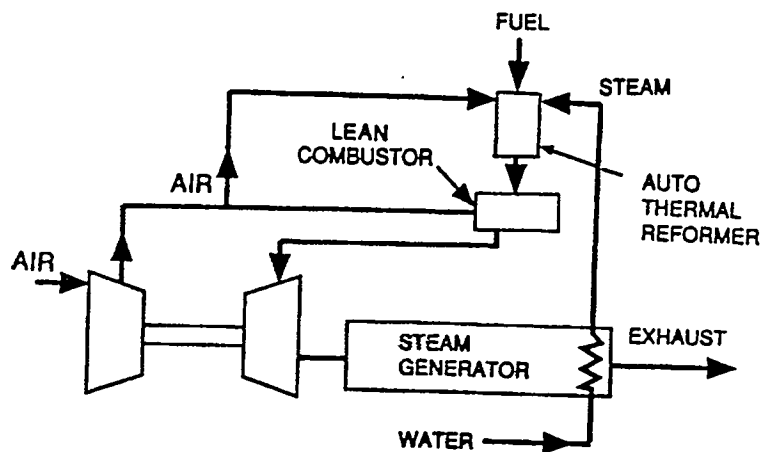 FUEL
STEAM
LEAN
COMBUSTOR
AIR
AUTO
THERMAL
REFORMER
AIR
STEAM
GENERATOR
EXHAUST
WATER